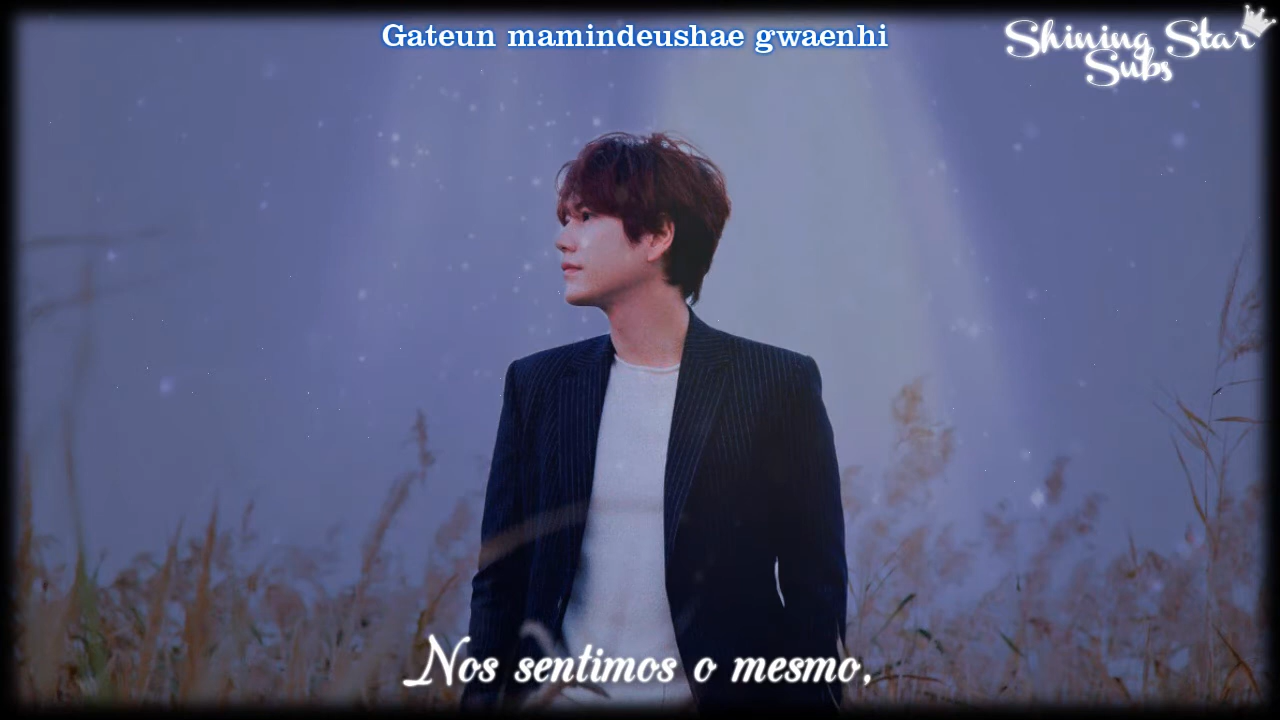 Gateun mamindeushae gwaenhi
Shining Star
Subs
Nos sentimos o mesmo,